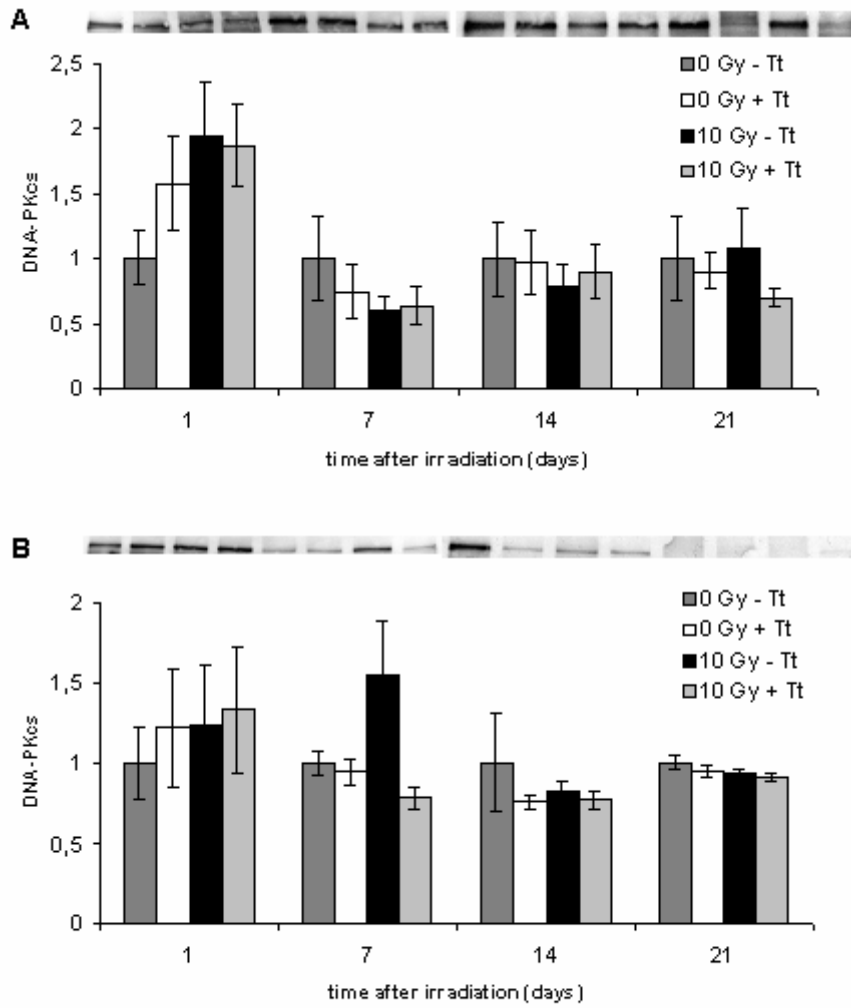 A
2,5
2
1,5
1
0,5
0
DNA-PKcs
0 Gy - Tt
0 Gy + Tt
10 Gy - Tt
10 Gy + Tt
1 7 14 21
time after irradiation (days)
B
2
1,5
1
0,5
0
DNA-PKcs
0 Gy - Tt
0 Gy + Tt
10 Gy - Tt
10 Gy + Tt
1 7 14 21
time after irradiation (days)